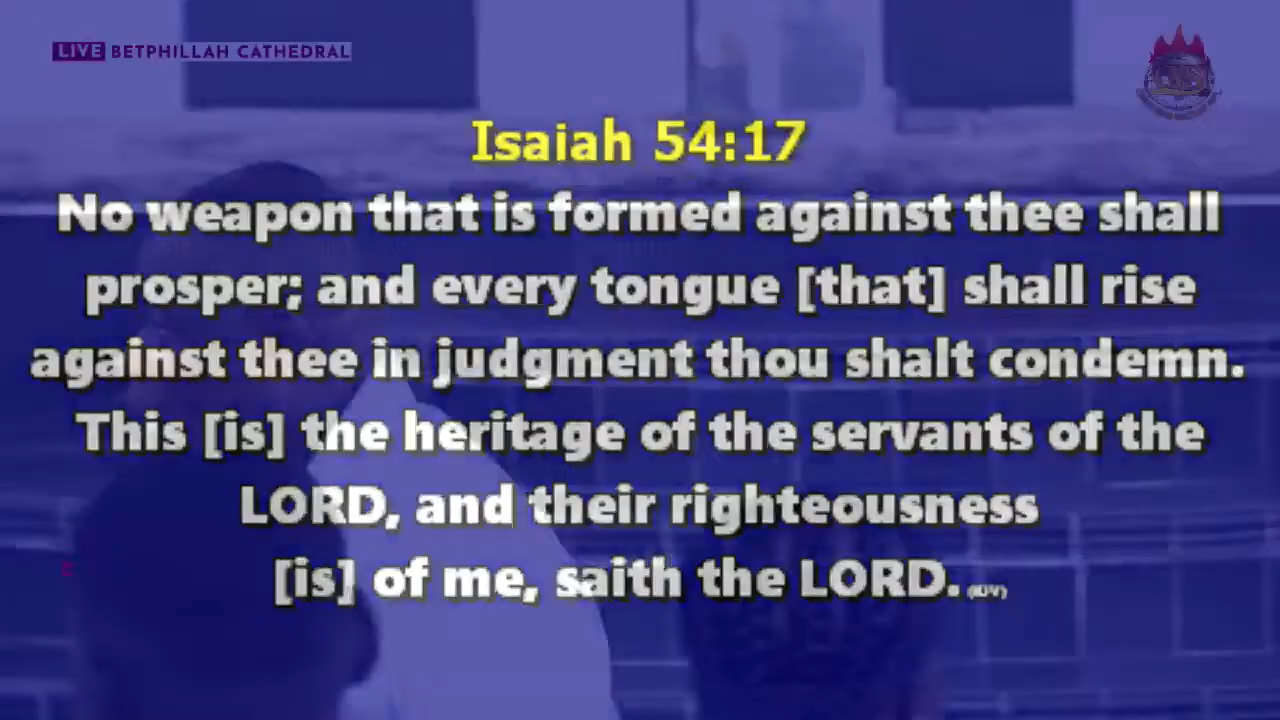 LIVE BETPHILLAH CATHEDRAL
Isaiah 54:17
No weapon that is formed against thee shall
prosper; and every tongue [that] shall rise
against thee in judgment thou shalt condemn.
This [is] the heritage of the servants of the
LORD, and their righteousness
[is] of me, saith the LORD. (KJV)